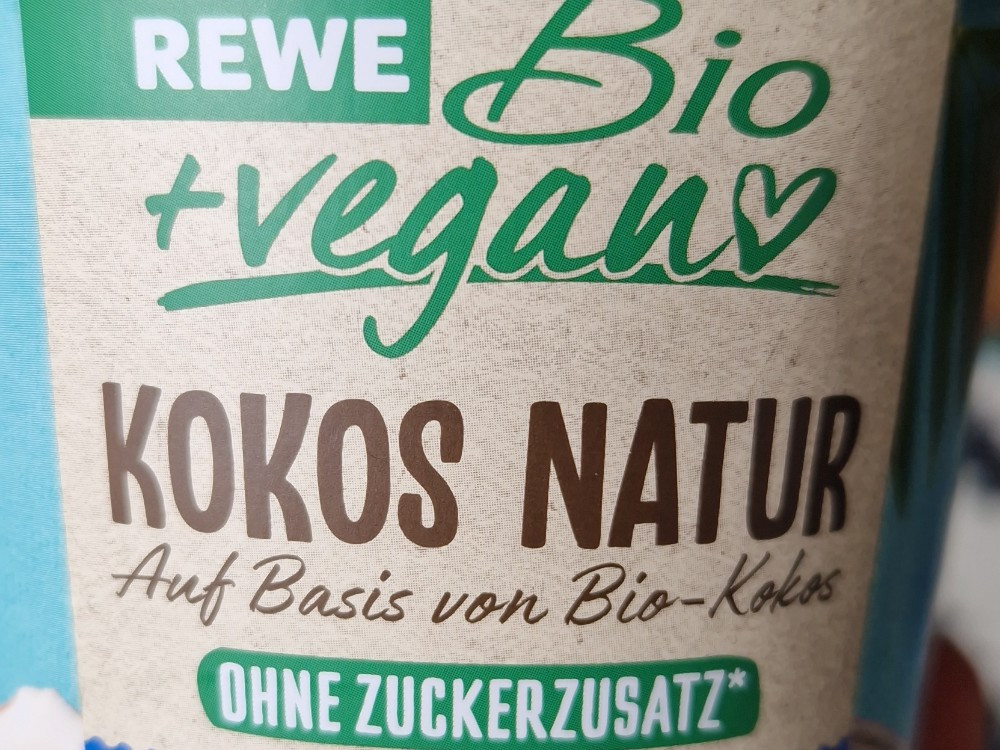 REWE Bio
+vegan
KOKOS NATUR
Auf Basis von Bio-Kokos
OHNE ZUCKERZUSATZ*